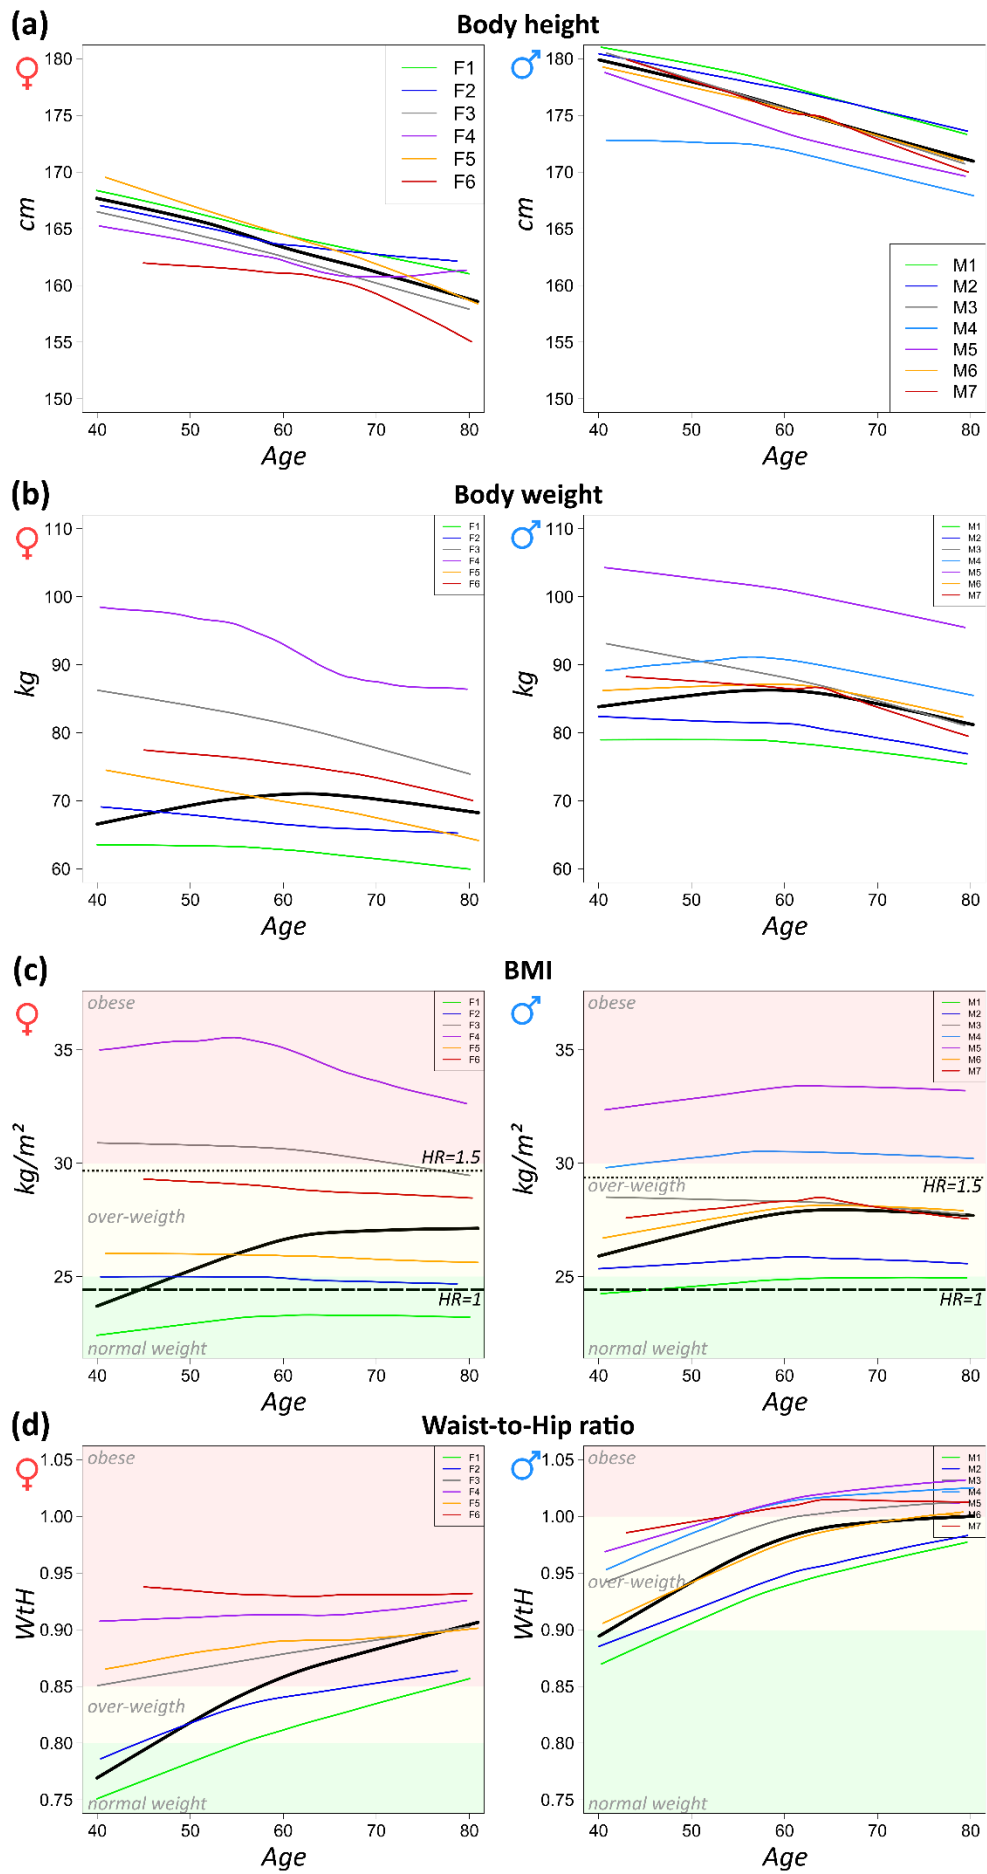 (a) Body height
♀ ♂
cm
180
175
170
165
160
155
150
F1
F2
F3
F4
F5
F6
40 50 60 70 80
Age
cm
180
175
170
165
160
155
150
M1
M2
M3
M4
M5
M6
M7
40 50 60 70 80
Age
(b) Body weight
♀ ♂
kg
110
100
90
80
70
60
F1
F2
F3
F4
F5
F6
40 50 60 70 80
Age
kg
110
100
90
80
70
60
M1
M2
M3
M4
M5
M6
M7
40 50 60 70 80
Age
(c) BMI
♀ ♂
kg/m²
35
30
25
obese
F1
F2
F3
F4
F5
F6
HR=1.5
over-weigth
HR=1
normal weight
40 50 60 70 80
Age
kg/m²
35
30
25
obese
M1
M2
M3
M4
M5
M6
M7
over-weigth
HR=1.5
HR=1
normal weight
40 50 60 70 80
Age
(d) Waist-to-Hip ratio
♀ ♂
WtH
1.05
1.00
0.95
0.90
0.85
0.80
0.75
obese
F1
F2
F3
F4
F5
F6
over-weigth
normal weight
40 50 60 70 80
Age
WtH
1.05
1.00
0.95
0.90
0.85
0.80
0.75
obese
M1
M2
M3
M4
M5
M6
M7
over-weigth
normal weight
40 50 60 70 80
Age